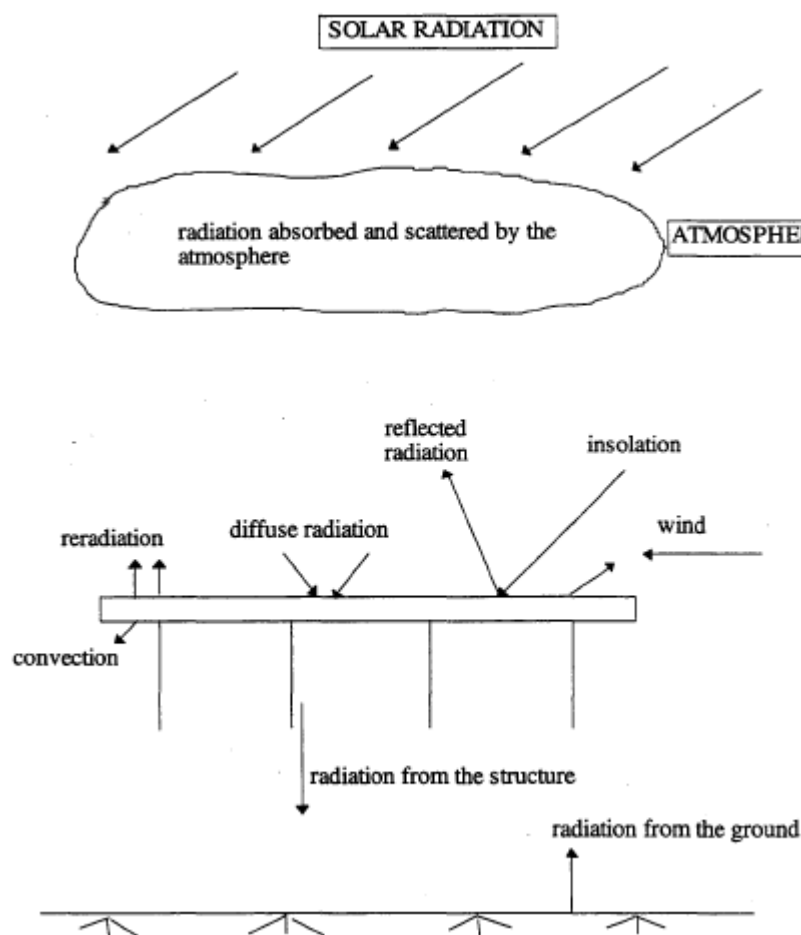 SOLAR RADIATION
radiation absorbed and scattered by the
atmosphere
ATMOSPHE
reflected
radiation
insolation
diffuse radiation
wind
reradiation
convection
radiation from the structure
radiation from the ground